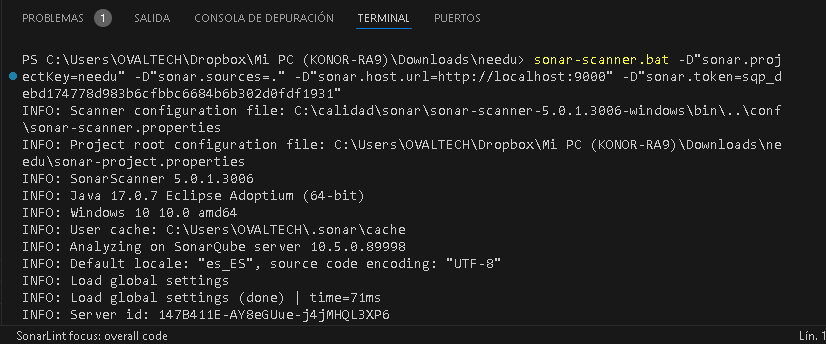 PROBLEMAS 1 SALIDA CONSOLA DE DEPURACIÓN TERMINAL PUERTOS
PS C:\Users\OVALTECH\Dropbox\Mi PC (KONOR-RA9)\Downloads\needu> sonar-scanner.bat -D"sonar.proj
ectKey=needu" -D"sonar.sources=." -D"sonar.host.url=http://localhost:9000" -D"sonar.token=sqp_d
ebd174778d983b6cfbbc6684b6b302d0fdf1931"
INFO: Scanner configuration file: C:\calidad\sonar\sonar-scanner-5.0.1.3006-windows\bin\..\conf
\sonar-scanner.properties
INFO: Project root configuration file: C:\Users\OVALTECH\Dropbox\Mi PC (KONOR-RA9)\Downloads\ne
edu\sonar-project.properties
INFO: SonarScanner 5.0.1.3006
INFO: Java 17.0.7 Eclipse Adoptium (64-bit)
INFO: Windows 10 10.0 amd64
INFO: User cache: C:\Users\OVALTECH\.sonar\cache
INFO: Analyzing on SonarQube server 10.5.0.89998
INFO: Default locale: "es_ES", source code encoding: "UTF-8"
INFO: Load global settings
INFO: Load global settings (done) | time=71ms
INFO: Server id: 147B411E-AY8eGUue-j4jMHQL3XP6
SonarLint focus: overall code Lín. 1